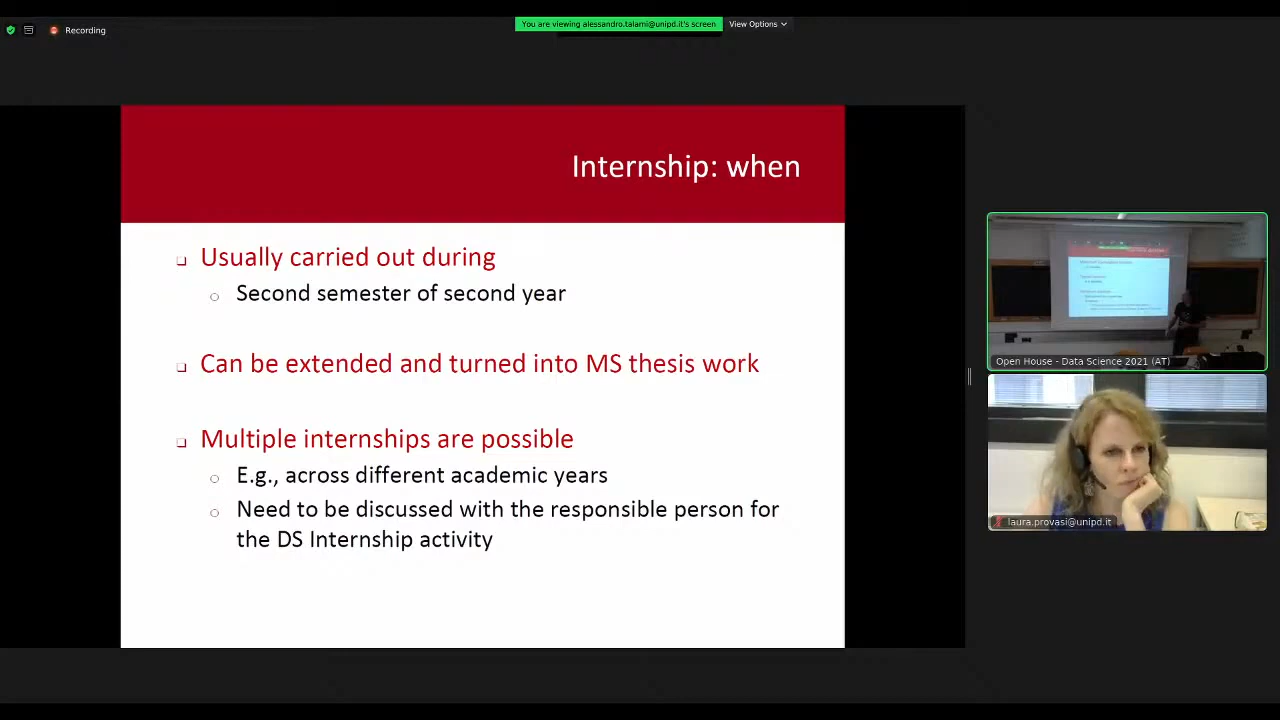 You are viewing alessandro.talami@unipd.it's screen
View Options
Recording
Internship: when
Usually carried out during
Second semester of second year
Can be extended and turned into MS thesis work
Multiple internships are possible
E.g., across different academic years
Need to be discussed with the responsible person for
the DS Internship activity
Open House - Data Science 2021 (AT)
laura.provasi@unipd.it